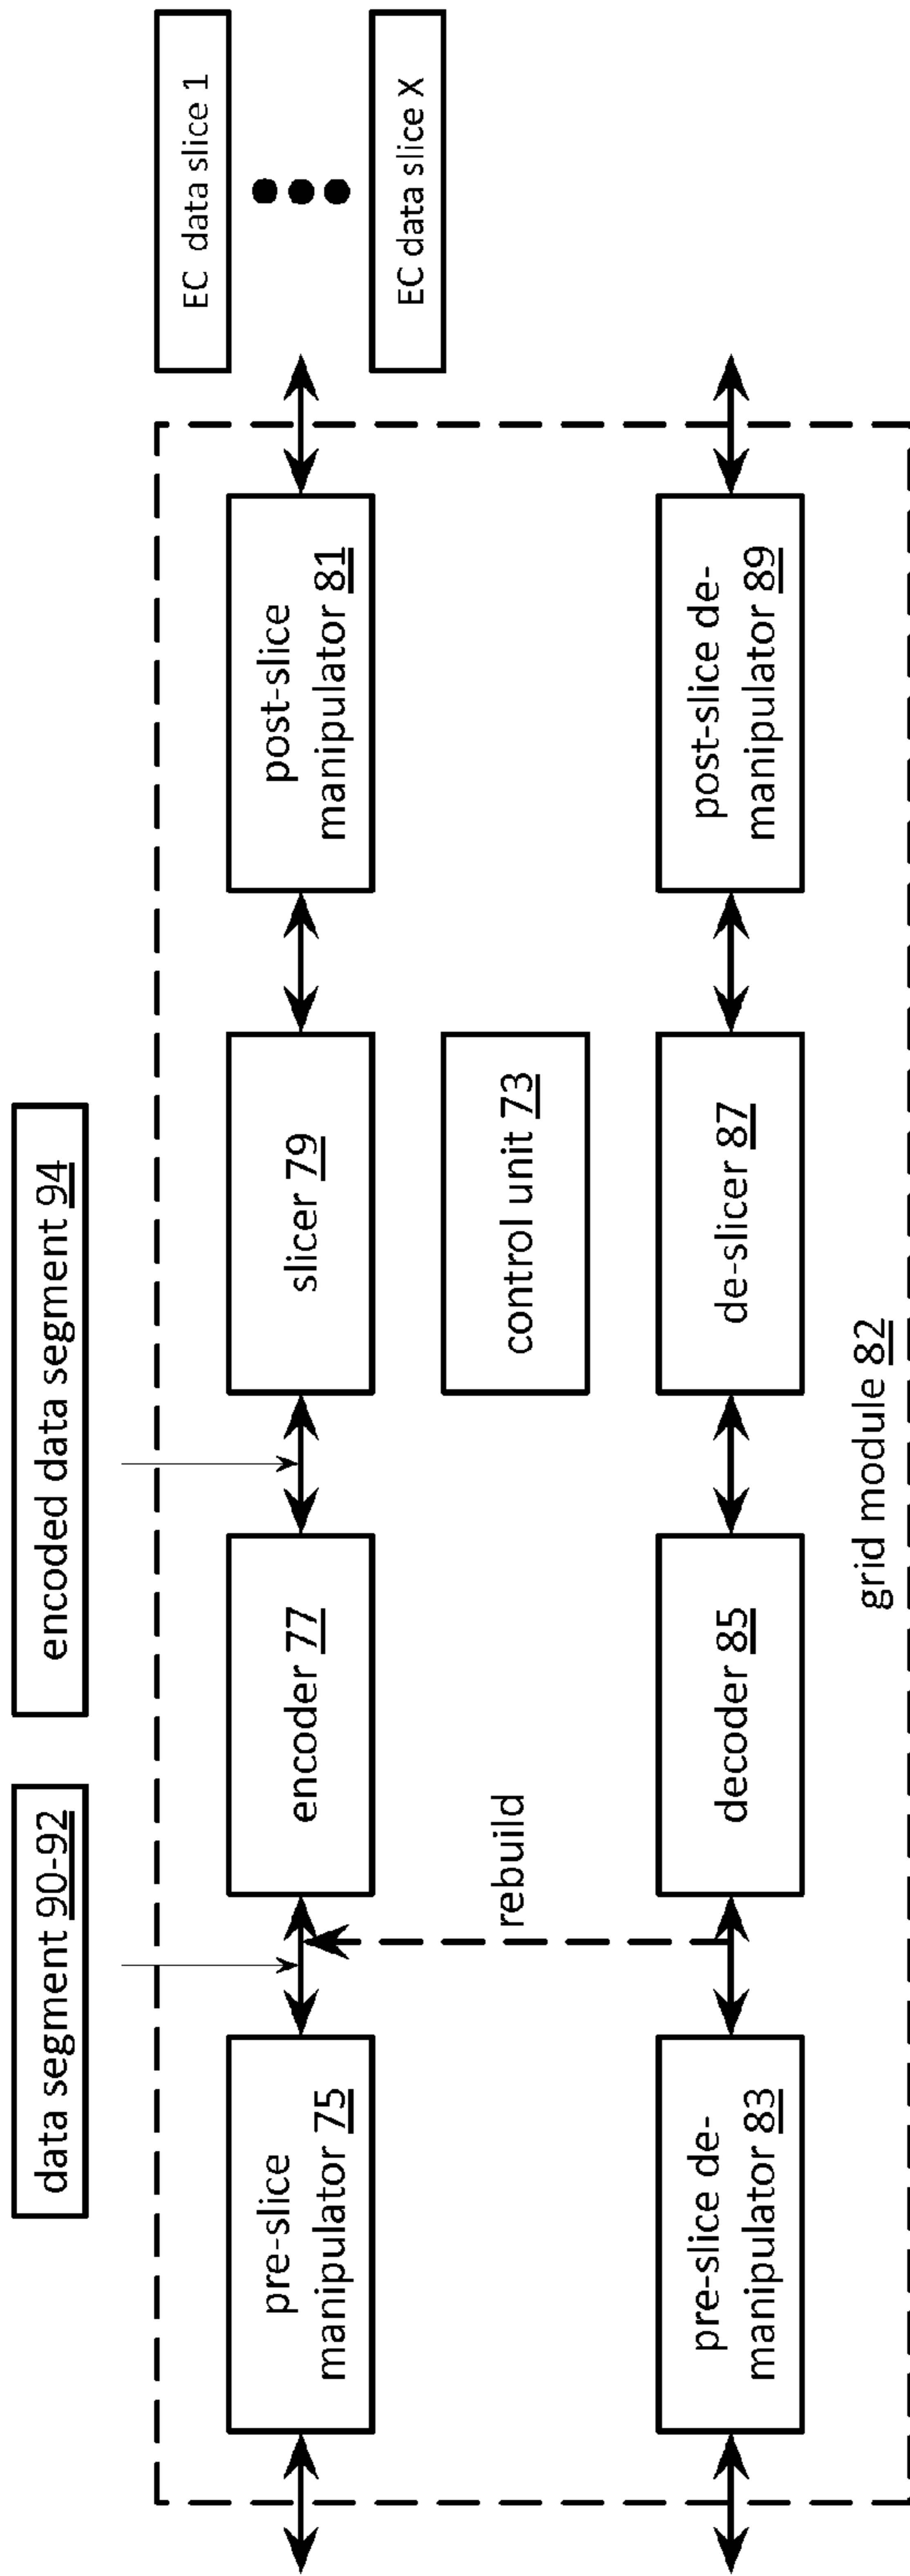 data segment 90-92
encoded data segment 94
EC data slice 1
EC data slice X
pre-slice
manipulator 75
encoder 77
slicer 79
post-slice
manipulator 81
rebuild
control unit 73
pre-slice de-
manipulator 83
decoder 85
de-slicer 87
post-slice de-
manipulator 89
grid module 82